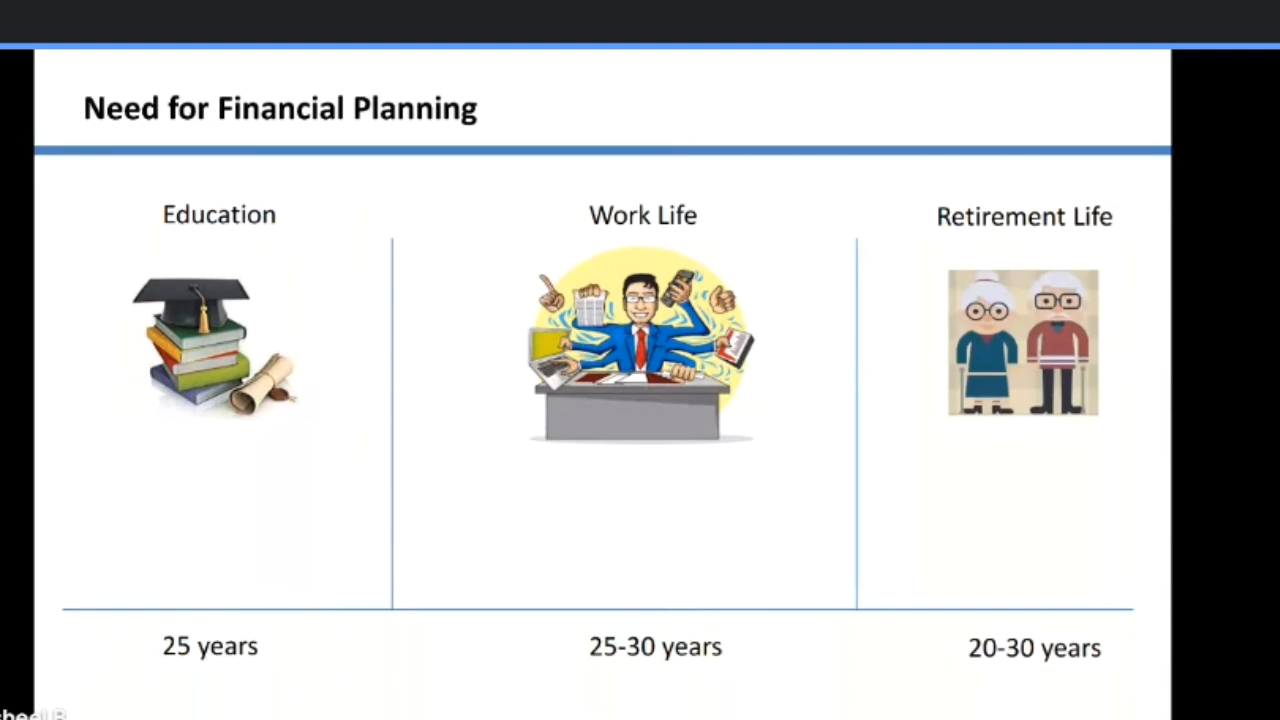 Need for Financial Planning
Education
Work Life
Retirement Life
25 years
25-30 years
20-30 years